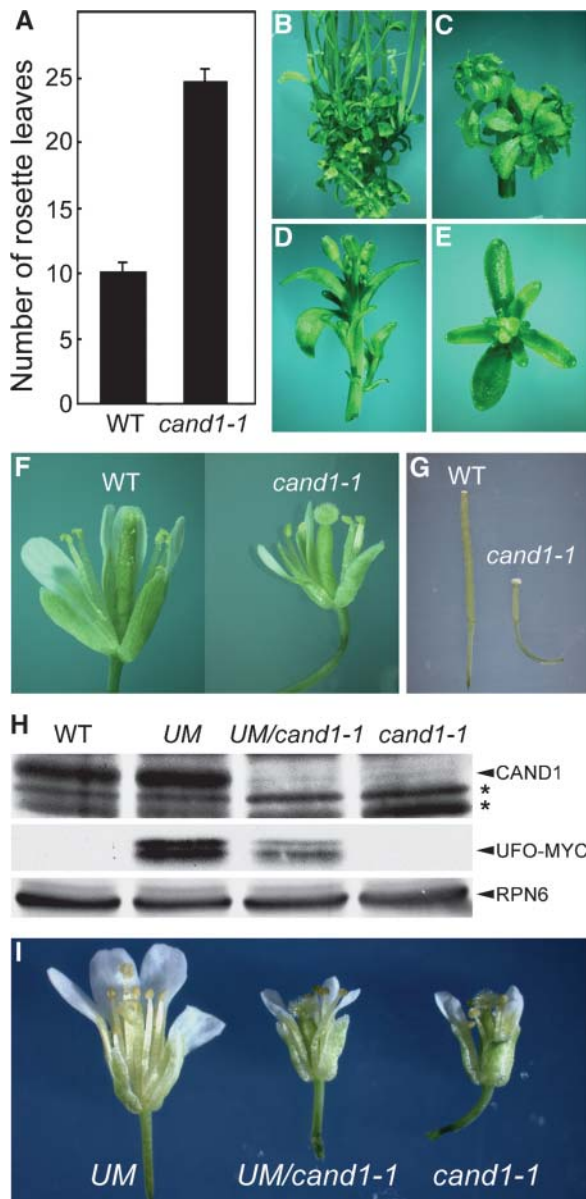 A
Number of rosette leaves
25
20
15
10
5
0
WT cand1-1
B
C
D
E
F
WT
cand1-1
G
WT
cand1-1
H
WT UM UM/cand1-1 cand1-1
CAND1
*
*
UFO-MYC
RPN6
I
UM UM/cand1-1 cand1-1